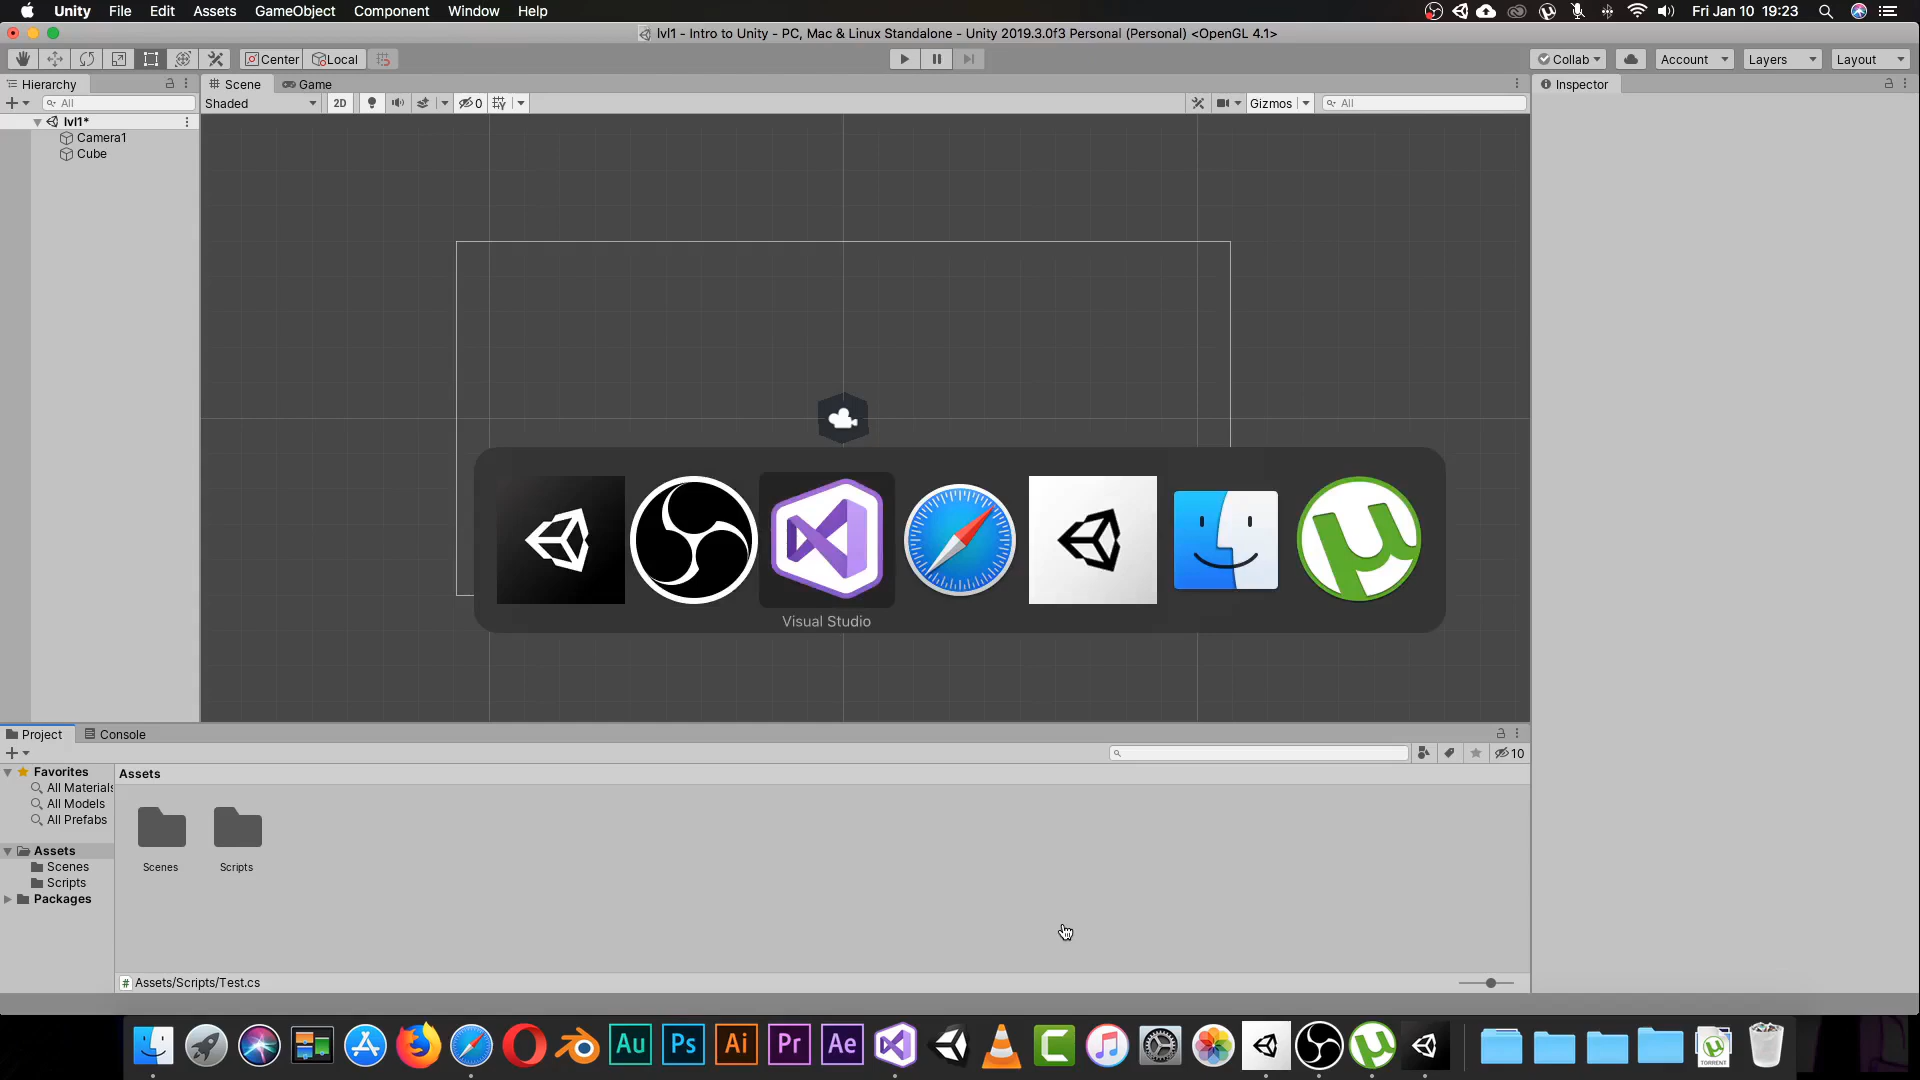 Unity File Edit Assets GameObject Component Window Help Fri Jan 10 19:23
lvl1 - Intro to Unity - PC, Mac & Linux Standalone - Unity 2019.3.0f3 Personal (Personal) <OpenGL 4.1>
Center Local Collab Account Layers Layout
Hierarchy Scene Game Inspector
All Shaded 2D 0 Gizmos All
lvl1*
Camera1
Cube
Visual Studio
Project Console
10
Favorites Assets
All Materials
All Models
All Prefabs
Assets
Scenes Scenes Scripts
Scripts
Packages
Assets/Scripts/Test.cs
Au Ps Ai Pr Ae
TORRENT